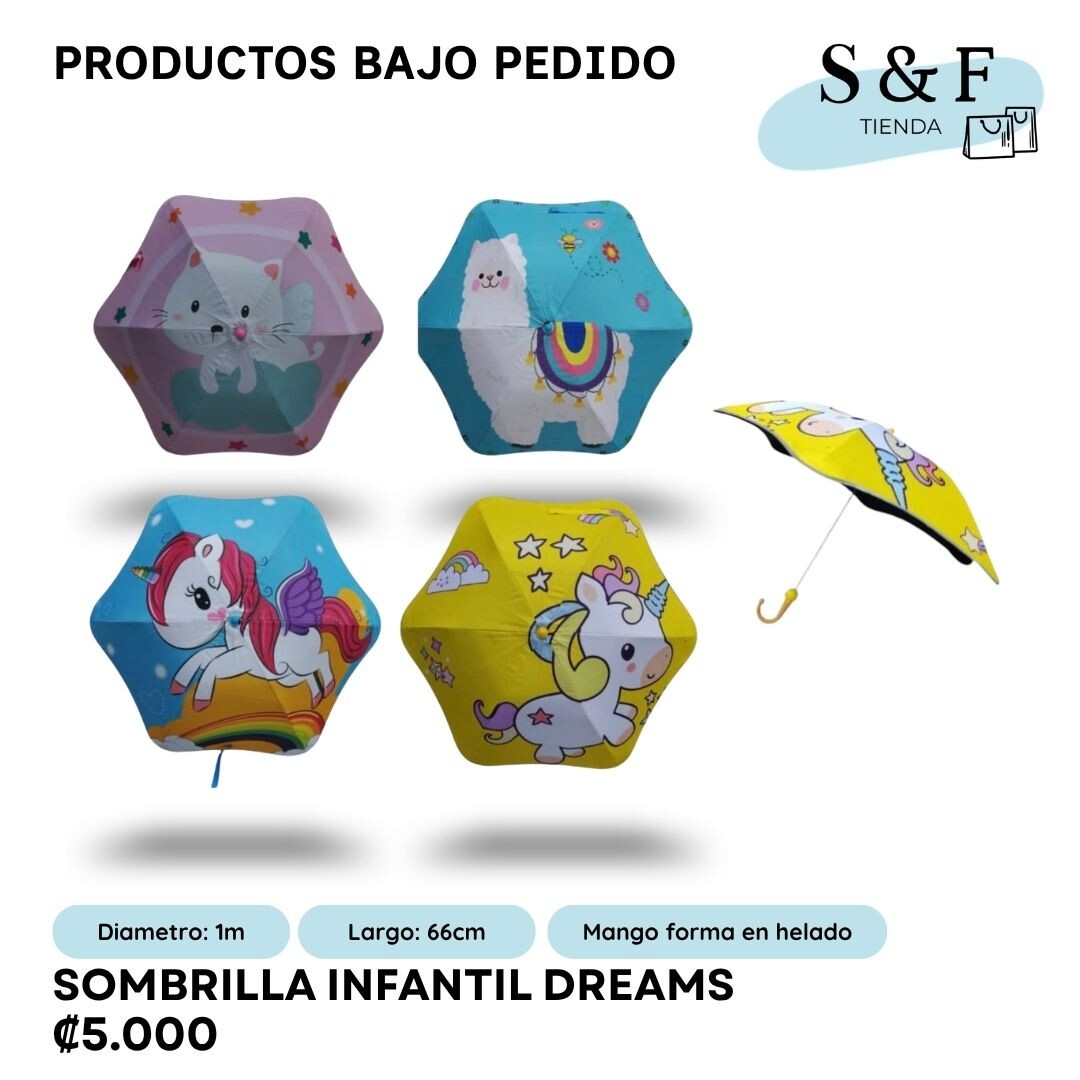 PRODUCTOS BAJO PEDIDO
S & F
TIENDA
Diametro: 1m
Largo: 66cm
Mango forma en helado
SOMBRILLA INFANTIL DREAMS
₡5.000